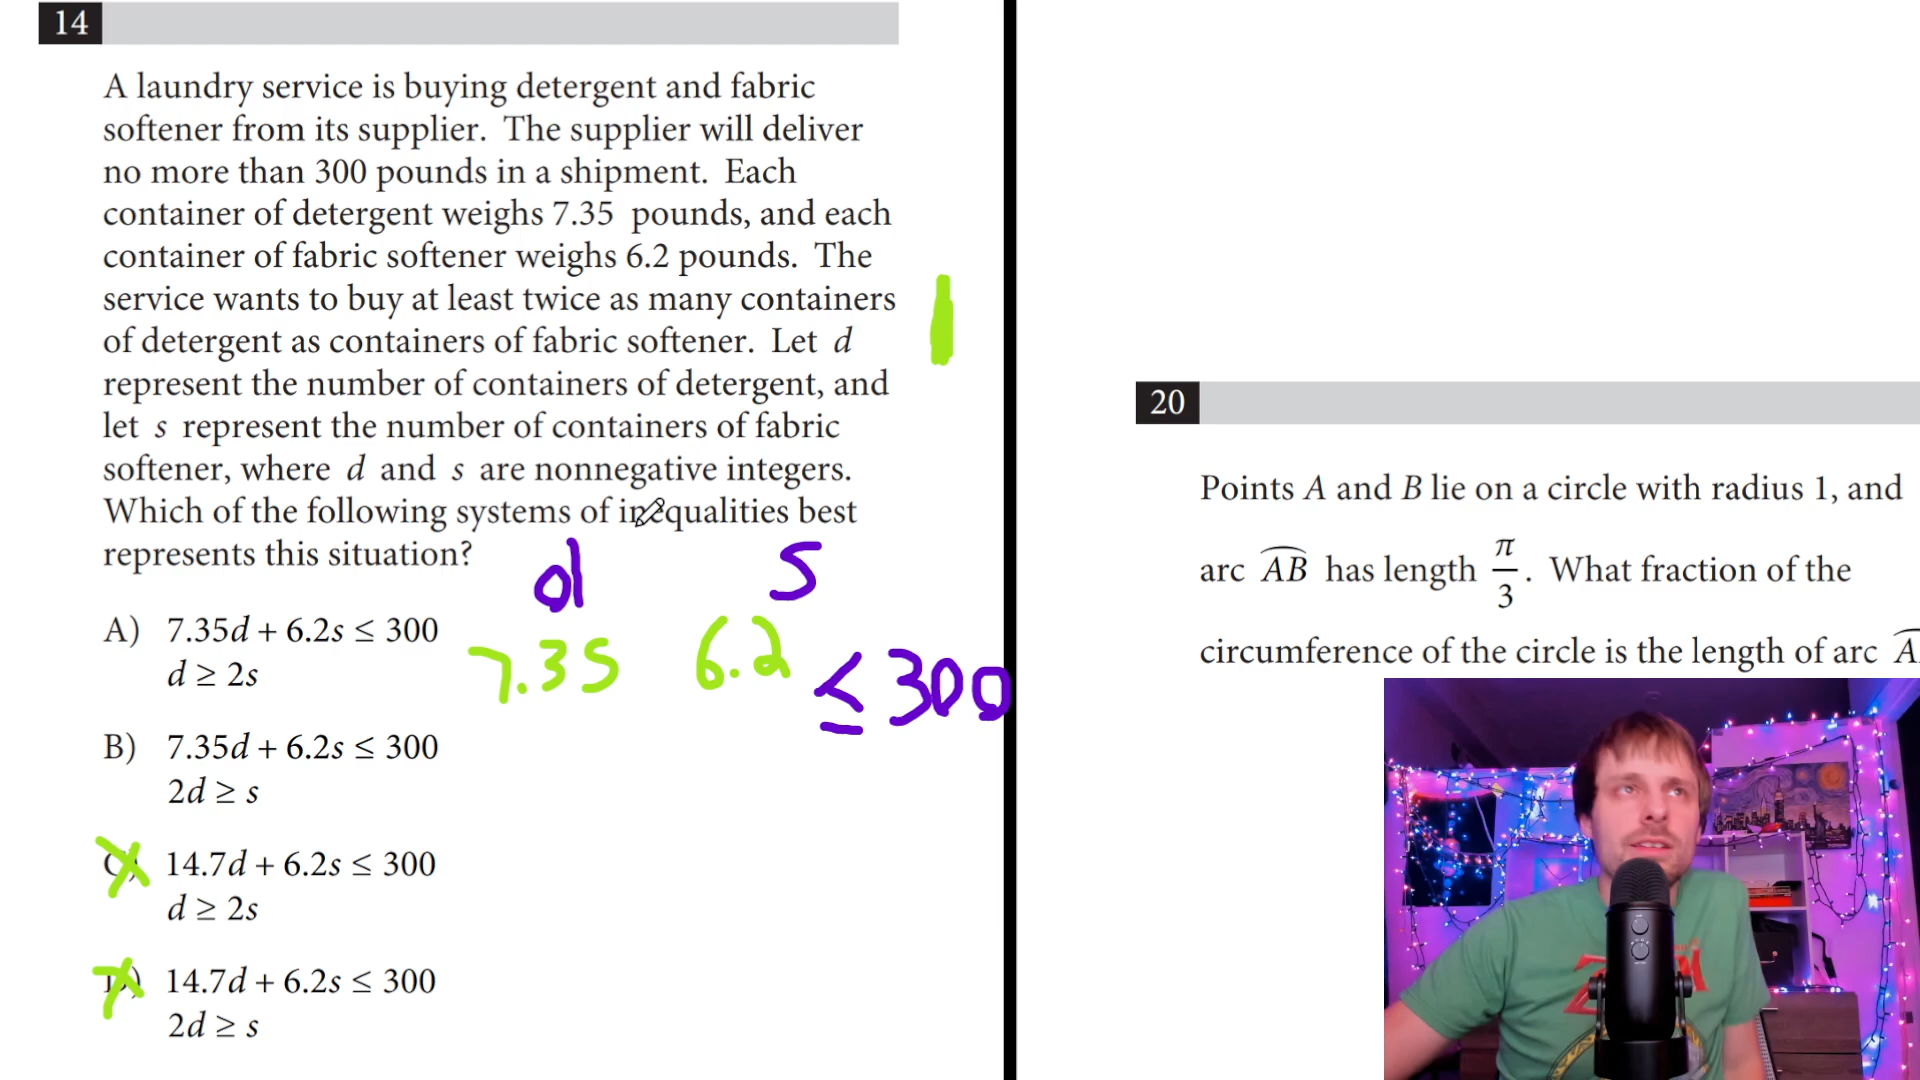 14
A laundry service is buying detergent and fabric
softener from its supplier. The supplier will deliver
no more than 300 pounds in a shipment. Each
container of detergent weighs 7.35 pounds, and each
container of fabric softener weighs 6.2 pounds. The
service wants to buy at least twice as many containers
of detergent as containers of fabric softener. Let d
represent the number of containers of detergent, and
let s represent the number of containers of fabric
softener, where d and s are nonnegative integers.
Which of the following systems of inequalities best
represents this situation?
d s
7.35 6.2 ≤ 300
A) 7.35d + 6.2s ≤ 300
d ≥ 2s
B) 7.35d + 6.2s ≤ 300
2d ≥ s
C) 14.7d + 6.2s ≤ 300
d ≥ 2s
D) 14.7d + 6.2s ≤ 300
2d ≥ s
20
Points A and B lie on a circle with radius 1, and
arc AB has length π/3. What fraction of the
circumference of the circle is the length of arc